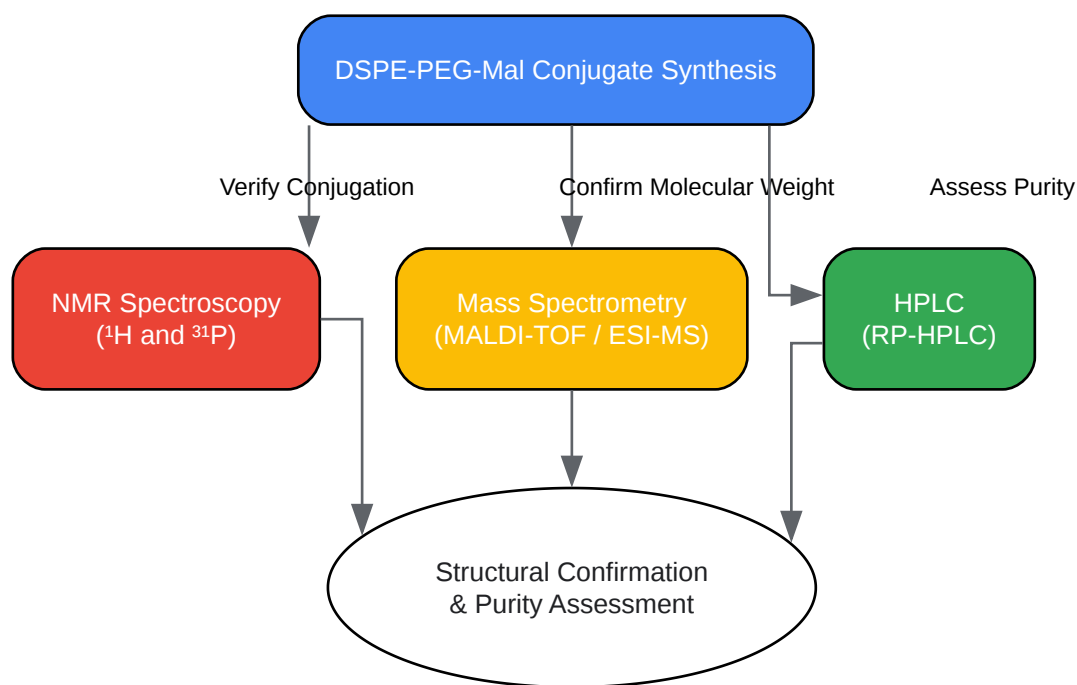 DSPE-PEG-Mal Conjugate Synthesis
Verify Conjugation
Confirm Molecular Weight
Assess Purity
NMR Spectroscopy
(¹H and ³¹P)
Mass Spectrometry
(MALDI-TOF / ESI-MS)
HPLC
(RP-HPLC)
Structural Confirmation
& Purity Assessment